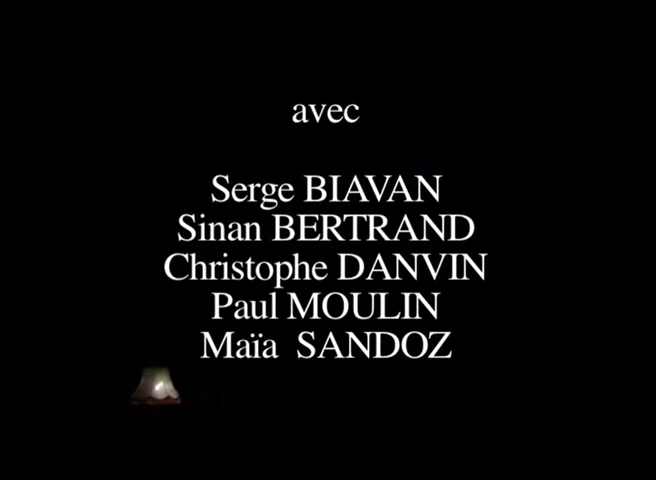 avec
Serge BIAVAN
Sinan BERTRAND
Christophe DANVIN
Paul MOULIN
Maïa SANDOZ